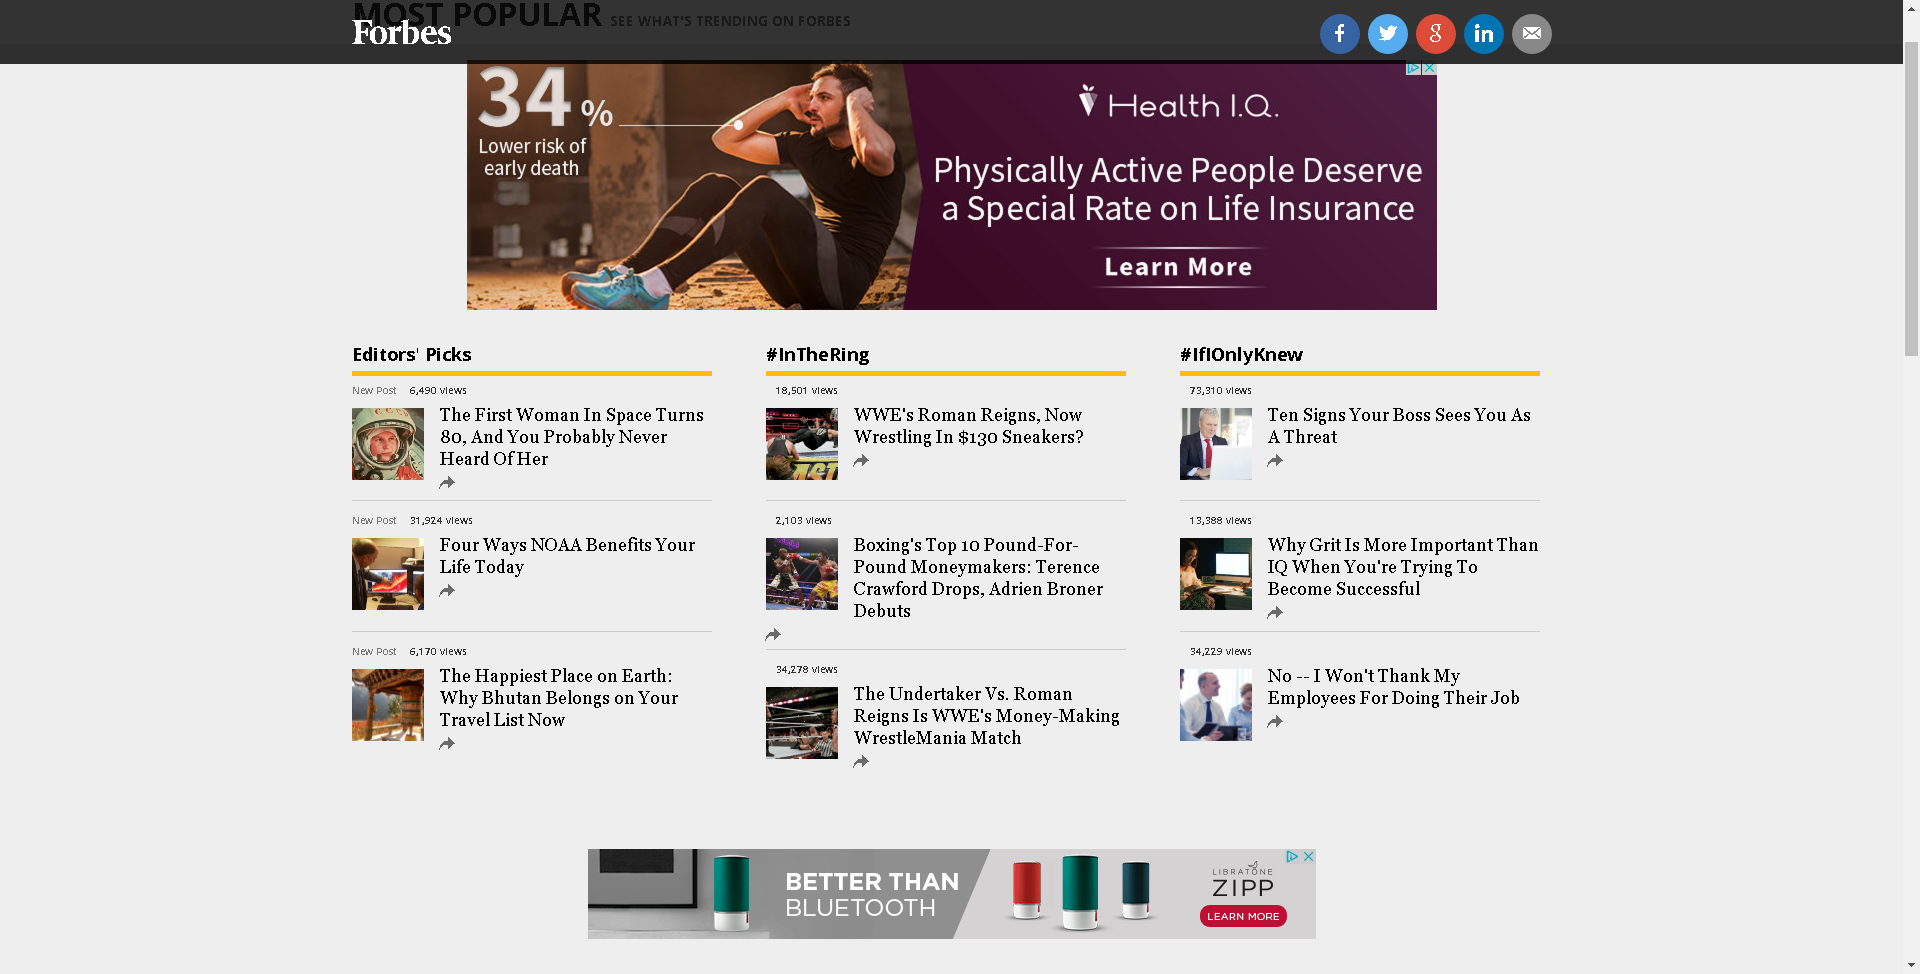 MOST POPULAR SEE WHAT'S TRENDING ON FORBES
Forbes
34 %
Lower risk of
early death
Health I.Q.
Physically Active People Deserve
a Special Rate on Life Insurance
Learn More
Editors' Picks
New Post 6,490 views
The First Woman In Space Turns
80, And You Probably Never
Heard Of Her
New Post 31,924 views
Four Ways NOAA Benefits Your
Life Today
New Post 6,170 views
The Happiest Place on Earth:
Why Bhutan Belongs on Your
Travel List Now
#InTheRing
18,501 views
WWE's Roman Reigns, Now
Wrestling In $130 Sneakers?
2,103 views
Boxing's Top 10 Pound-For-
Pound Moneymakers: Terence
Crawford Drops, Adrien Broner
Debuts
34,278 views
The Undertaker Vs. Roman
Reigns Is WWE's Money-Making
WrestleMania Match
#IfIOnlyKnew
73,310 views
Ten Signs Your Boss Sees You As
A Threat
13,388 views
Why Grit Is More Important Than
IQ When You're Trying To
Become Successful
34,229 views
No -- I Won't Thank My
Employees For Doing Their Job
BETTER THAN
BLUETOOTH
LIBRATONE
ZIPP
LEARN MORE